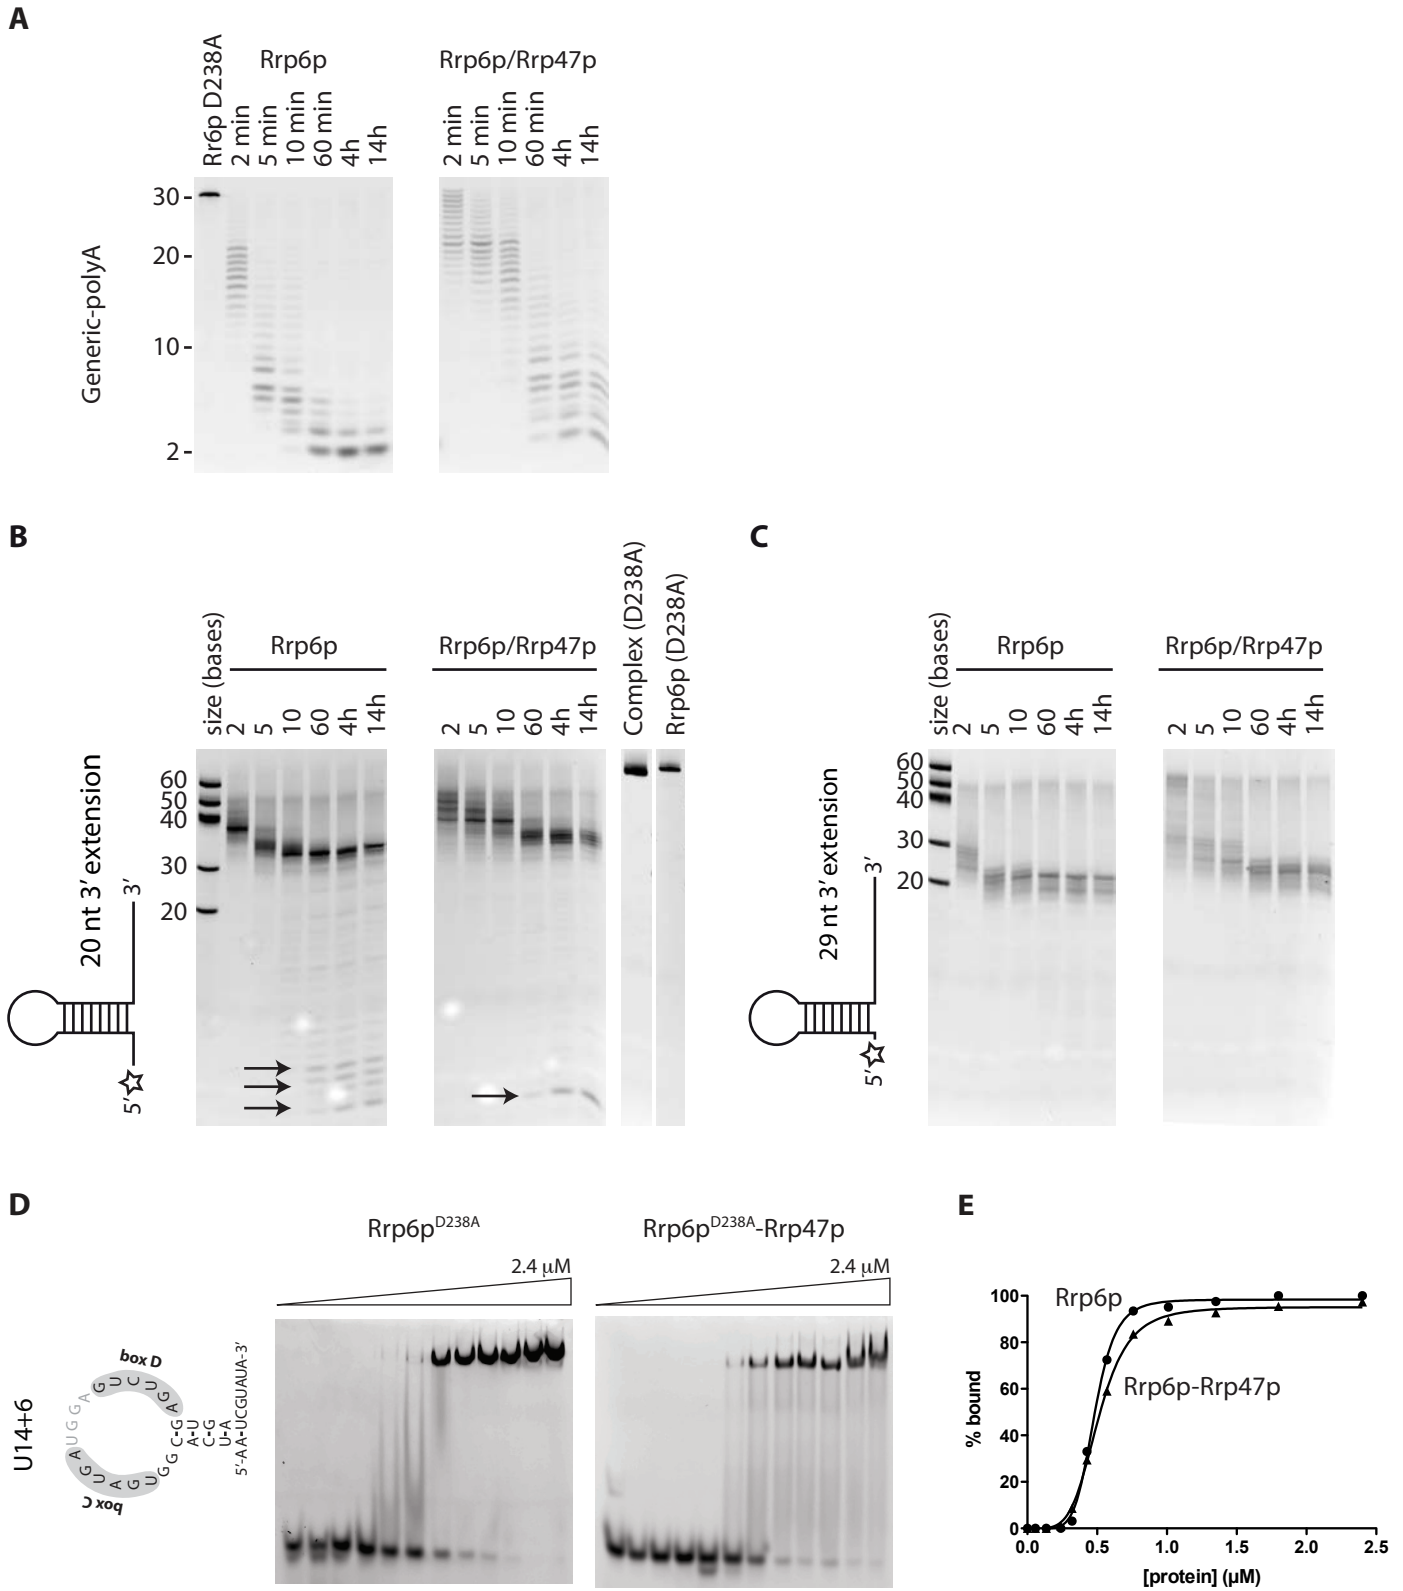 A
Rr6p D238A
Rrp6p
2 min
5 min
10 min
60 min
4h
14h
Rrp6p/Rrp47p
2 min
5 min
10 min
60 min
4h
14h
Generic-polyA
30
20
10
2
B
size (bases)
Rrp6p
2
5
10
60
4h
14h
Rrp6p/Rrp47p
2
5
10
60
4h
14h
Complex (D238A)
Rrp6p (D238A)
20 nt 3′ extension
60
50
40
30
20
3′
5′
C
size (bases)
Rrp6p
2
5
10
60
4h
14h
Rrp6p/Rrp47p
2
5
10
60
4h
14h
29 nt 3′ extension
60
50
40
30
20
3′
5′
D
Rrp6pD238A
2.4 μM
Rrp6pD238A-Rrp47p
2.4 μM
U14+6
box D
G U C U G A
A G G U
A G U A G U
box C
G G
C-G
A-U
C-G
U-A
5′-A A-UCGUAUA-3′
E
% bound
100
80
60
40
20
0
Rrp6p
Rrp6p-Rrp47p
0.0
0.5
1.0
1.5
2.0
2.5
[protein] (μM)